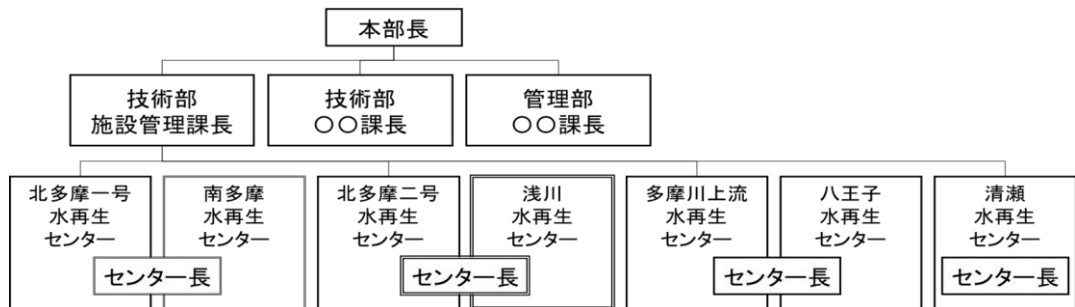 本部長
技術部
施設管理課長
技術部
〇〇課長
管理部
〇〇課長
北多摩一号
水再生
センター
南多摩
水再生
センター
北多摩二号
水再生
センター
浅川
水再生
センター
多摩川上流
水再生
センター
八王子
水再生
センター
清瀬
水再生
センター
センター長
センター長
センター長
センター長